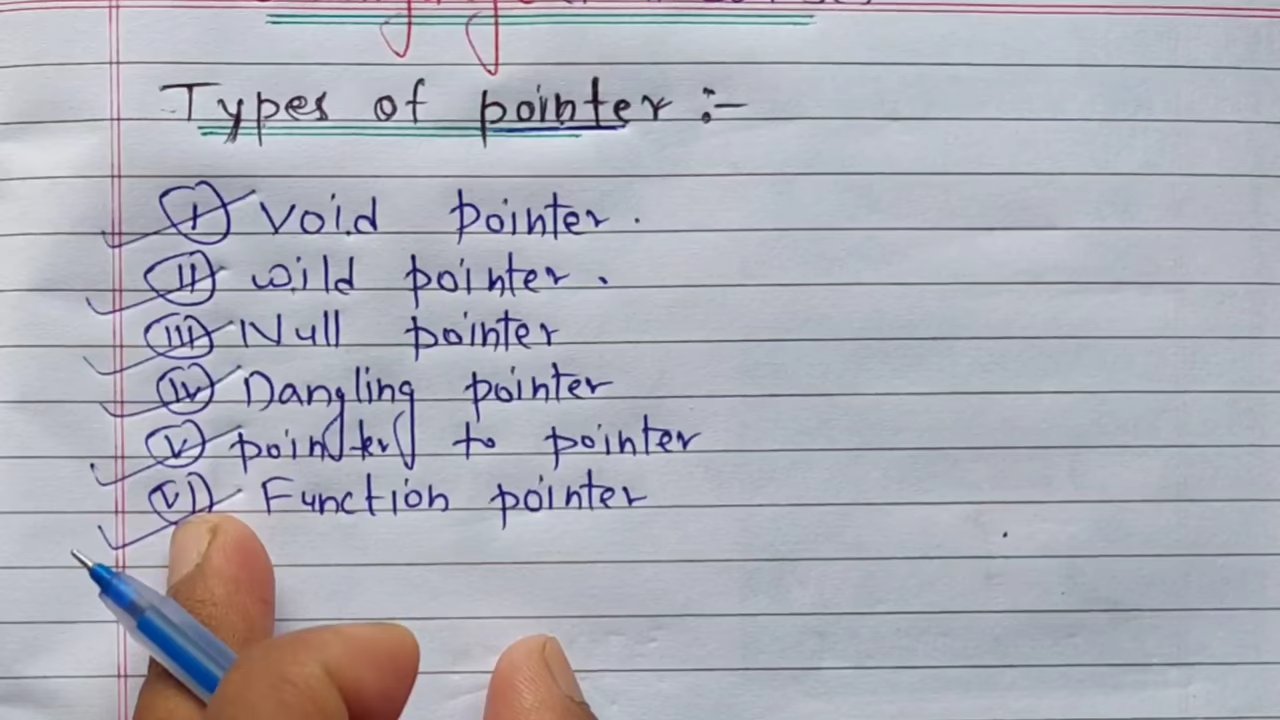 Types of pointer :-
I void pointer.
II wild pointer.
III Null pointer
IV Dangling pointer
V pointer to pointer
VI Function pointer